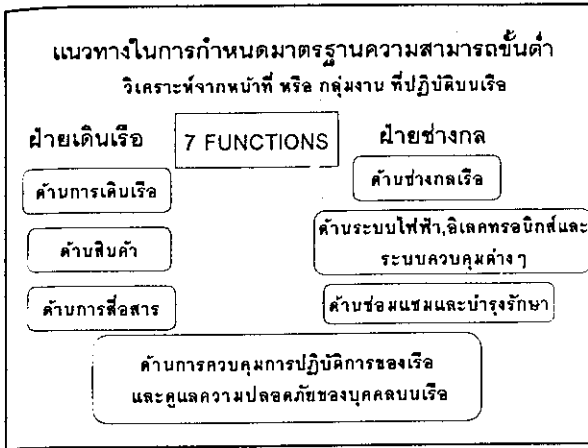 แนวทางในการกำหนดมาตรฐานความสามารถขั้นต่ำ
วิเคราะห์จากหน้าที่ หรือ กลุ่มงาน ที่ปฏิบัติบนเรือ
ฝ่ายเดินเรือ
7 FUNCTIONS
ฝ่ายช่างกล
ด้านการเดินเรือ
ด้านช่างกลเรือ
ด้านสินค้า
ด้านระบบไฟฟ้า,อิเลคทรอนิกส์และ
ระบบควบคุมต่างๆ
ด้านการสื่อสาร
ด้านซ่อมแซมและบำรุงรักษา
ด้านการควบคุมการปฏิบัติการของเรือ
และดูแลความปลอดภัยของบุคคลบนเรือ